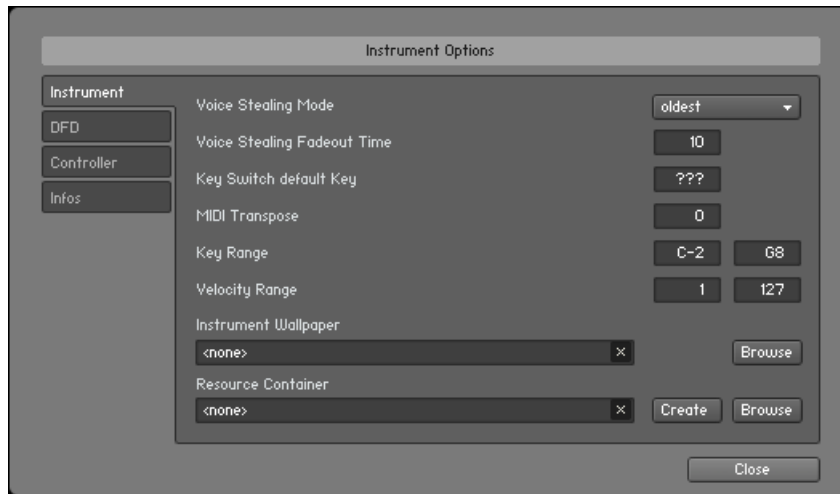 Instrument Options
Instrument
DFD
Controller
Infos
Voice Stealing Mode
oldest
Voice Stealing Fadeout Time
10
Key Switch default Key
???
MIDI Transpose
0
Key Range
C-2 G8
Velocity Range
1 127
Instrument Wallpaper
<none> × Browse
Resource Container
<none> × Create Browse
Close